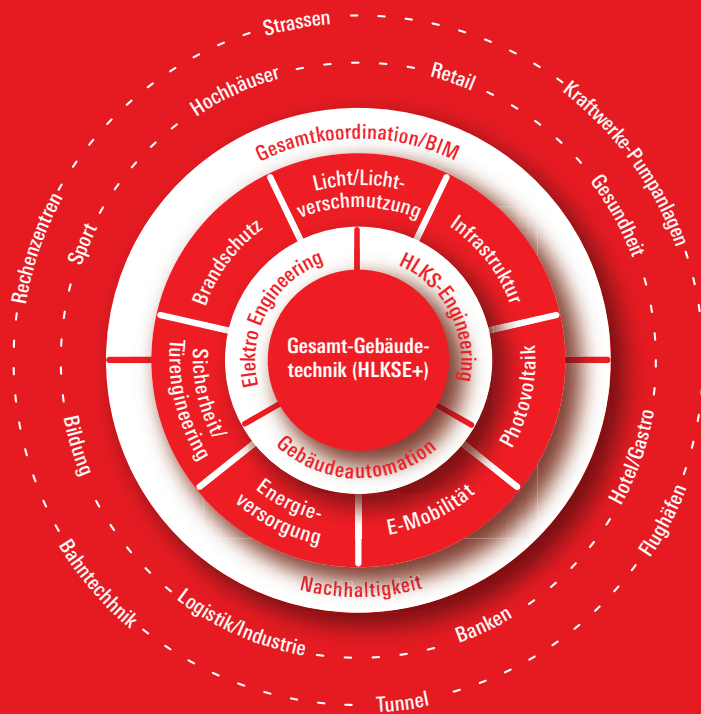 Strassen
Kraftwerke-Pumpanlagen
Flughäfen
Tunnel
Bahntechhnik
Rechenzentren
Hochhäuser
Retail
Gesundheit
Hotel/Gastro
Banken
Logistik/Industrie
Bildung
Sport
Gesamtkoordination/BIM
Nachhaltigkeit
Licht/Licht-
verschmutzung
Infrastruktur
Photovoltaik
E-Mobilität
Energie-
versorgung
Sicherheit/
Türengineering
Brandschutz
Elektro Engineering
HLKS-Engineering
Gebäudeautomation
Gesamt-Gebäude-
technik (HLKSE+)